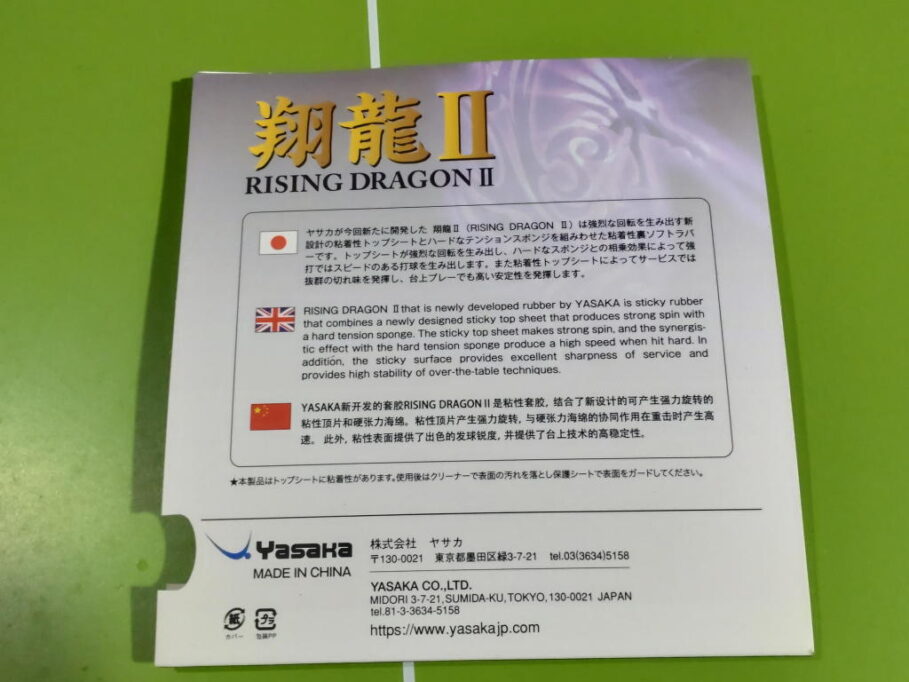 翔龍Ⅱ
RISING DRAGON Ⅱ
ヤサカが今回新たに開発した 翔龍Ⅱ（RISING DRAGON Ⅱ）は強烈な回転を生み出す新
設計の粘着性トップシートとハードなテンションスポンジを組みわせた粘着性裏ソフトラバ
ーです。トップシートが強烈な回転を生み出し、ハードなスポンジとの相乗効果によって強
打ではスピードのある打球を生み出します。また粘着性トップシートによってサービスでは
抜群の切れ味を発揮し、台上プレーでも高い安定性を発揮します。
RISING DRAGON Ⅱthat is newly developed rubber by YASAKA is sticky rubber
that combines a newly designed sticky top sheet that produces strong spin with
a hard tension sponge. The sticky top sheet makes strong spin, and the synergis-
tic effect with the hard tension sponge produce a high speed when hit hard. In
addition, the sticky surface provides excellent sharpness of service and
provides high stability of over-the-table techniques.
YASAKA新开发的套胶RISING DRAGONⅡ是粘性套胶，结合了新设计的可产生强力旋转的
粘性顶片和硬张力海绵。粘性顶片产生强力旋转，与硬张力海绵的协同作用在重击时产生高
速。此外，粘性表面提供了出色的发球锐度，并提供了台上技术的高稳定性。
★本製品はトップシートに粘着性があります。使用後はクリーナーで表面の汚れを落とし保護シートで表面をガードしてください。
Yasaka
MADE IN CHINA
株式会社 ヤサカ
〒130-0021 東京都墨田区緑3-7-21 tel.03(3634)5158
YASAKA CO.,LTD.
MIDORI 3-7-21,SUMIDA-KU,TOKYO,130-0021 JAPAN
tel.81-3-3634-5158
https://www.yasakajp.com
紙 プラ
カバー 包装PP